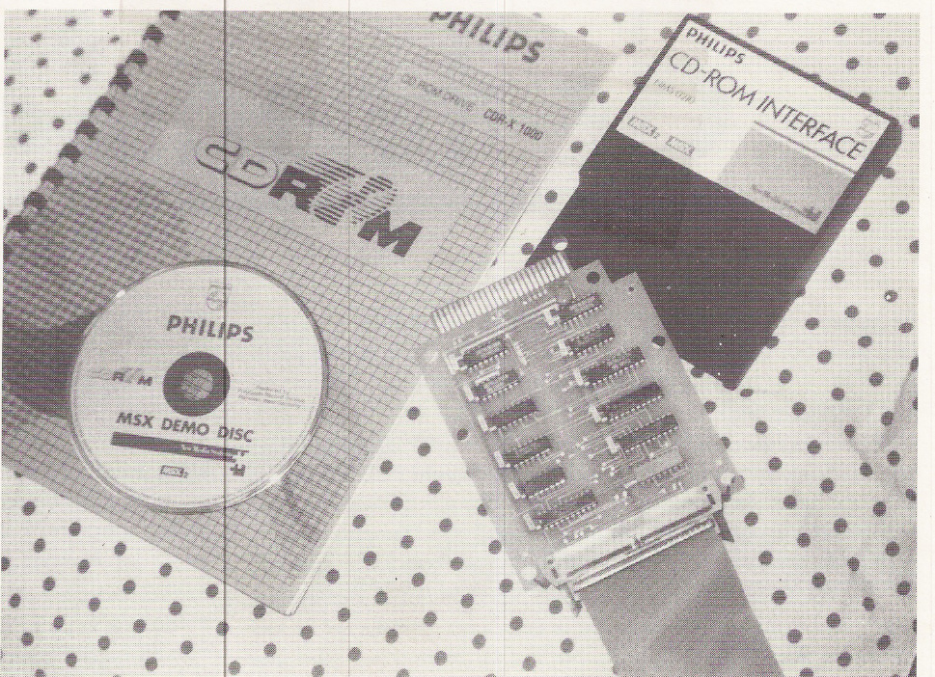 PHILIPS
CD ROM DRIVE CDR-X 1000
CDROM
PHILIPS
MSX DEMO DISC
PHILIPS
CD-ROM INTERFACE